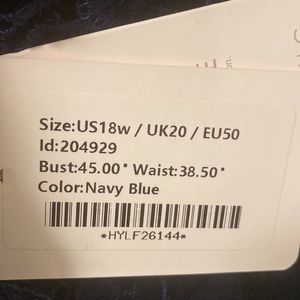 Size:US18w / UK20 / EU50
Id:204929
Bust:45.00" Waist:38.50"
Color:Navy Blue
*HYLF26144*